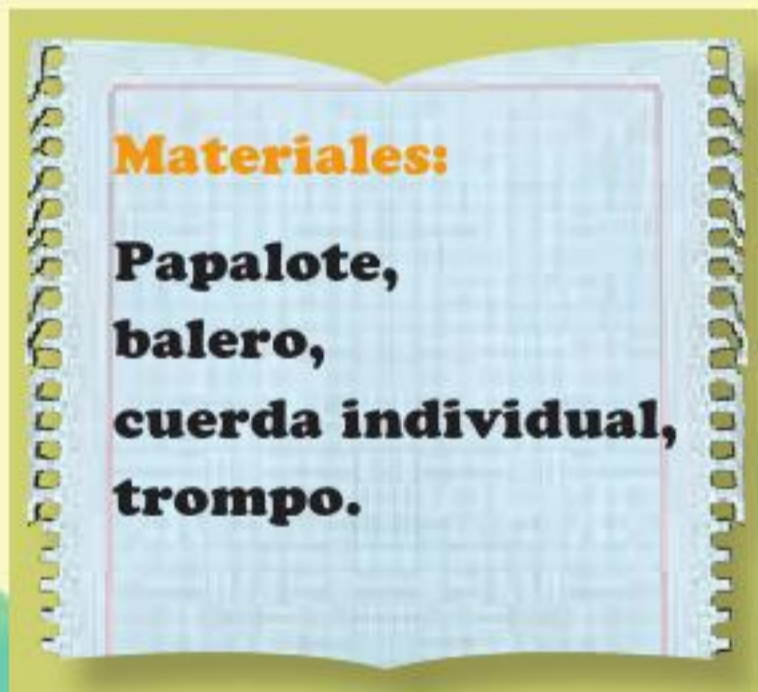 Materiales:
Papalote,
balero,
cuerda individual,
trompo.